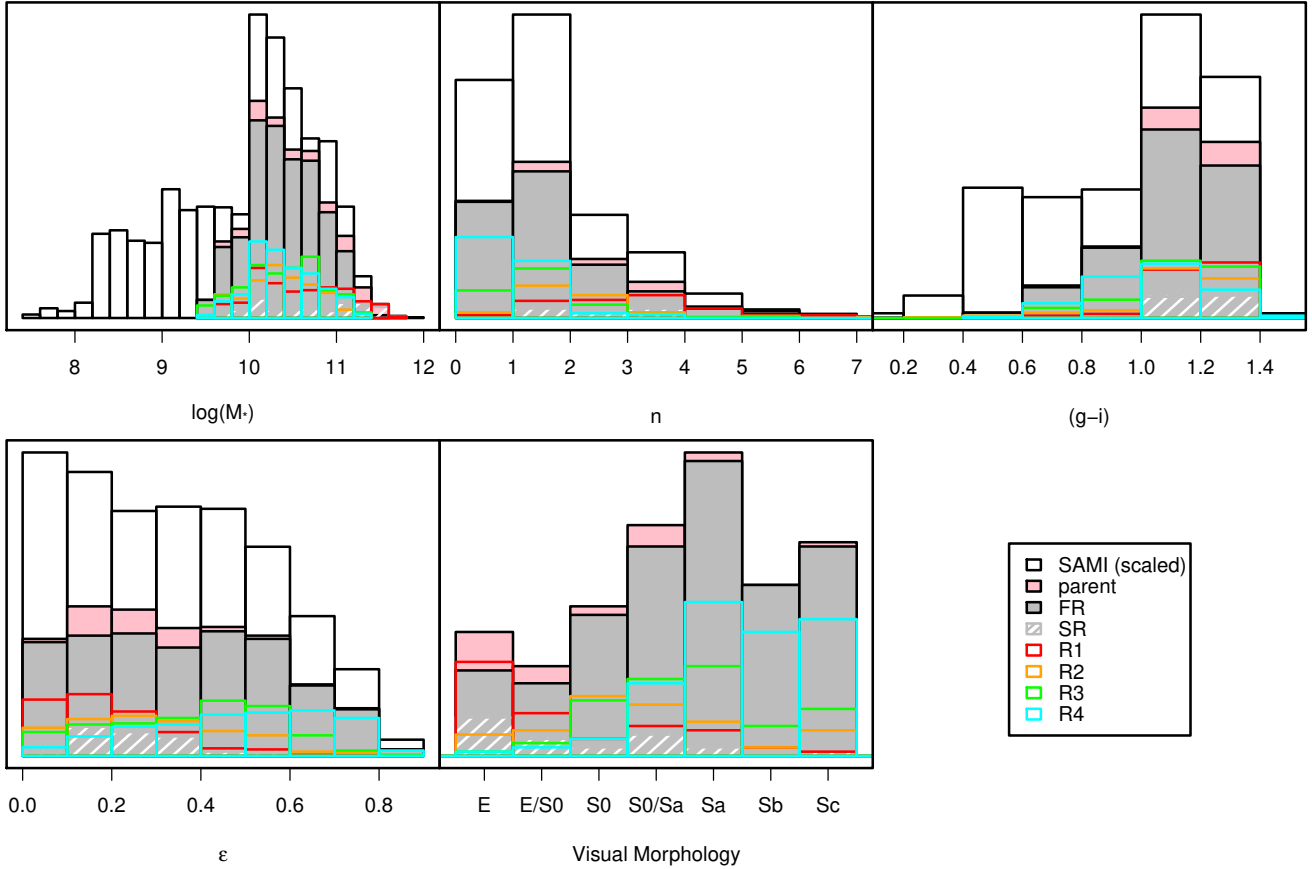 8 9 10 11 12
log(M*)
0 1 2 3 4 5 6 7
n
0.2 0.4 0.6 0.8 1.0 1.2 1.4
(g−i)
0.0 0.2 0.4 0.6 0.8
ε
E E/S0 S0 S0/Sa Sa Sb Sc
Visual Morphology
SAMI (scaled)
parent
FR
SR
R1
R2
R3
R4